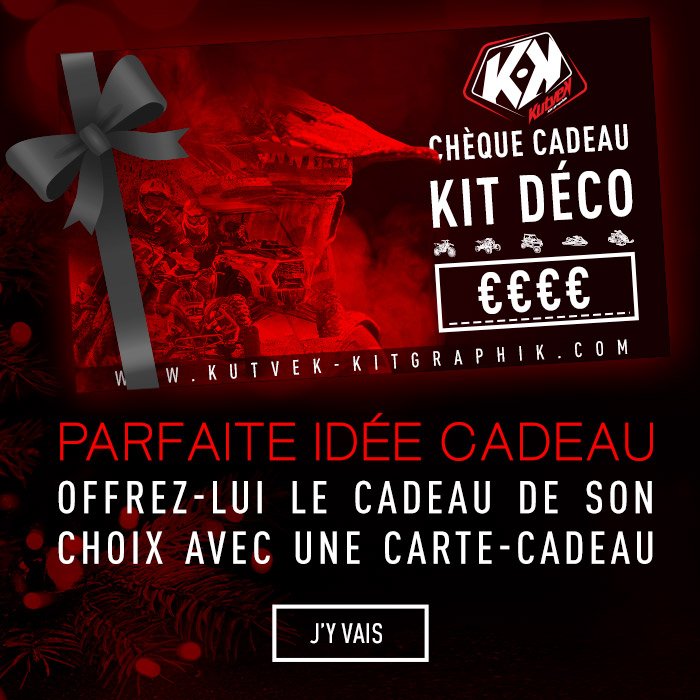 K·K
Kutvek
CHÈQUE CADEAU
KIT DÉCO
€€€€
WWW.KUTVEK-KITGRAPHIK.COM
PARFAITE IDÉE CADEAU
OFFREZ-LUI LE CADEAU DE SON
CHOIX AVEC UNE CARTE-CADEAU
J'Y VAIS